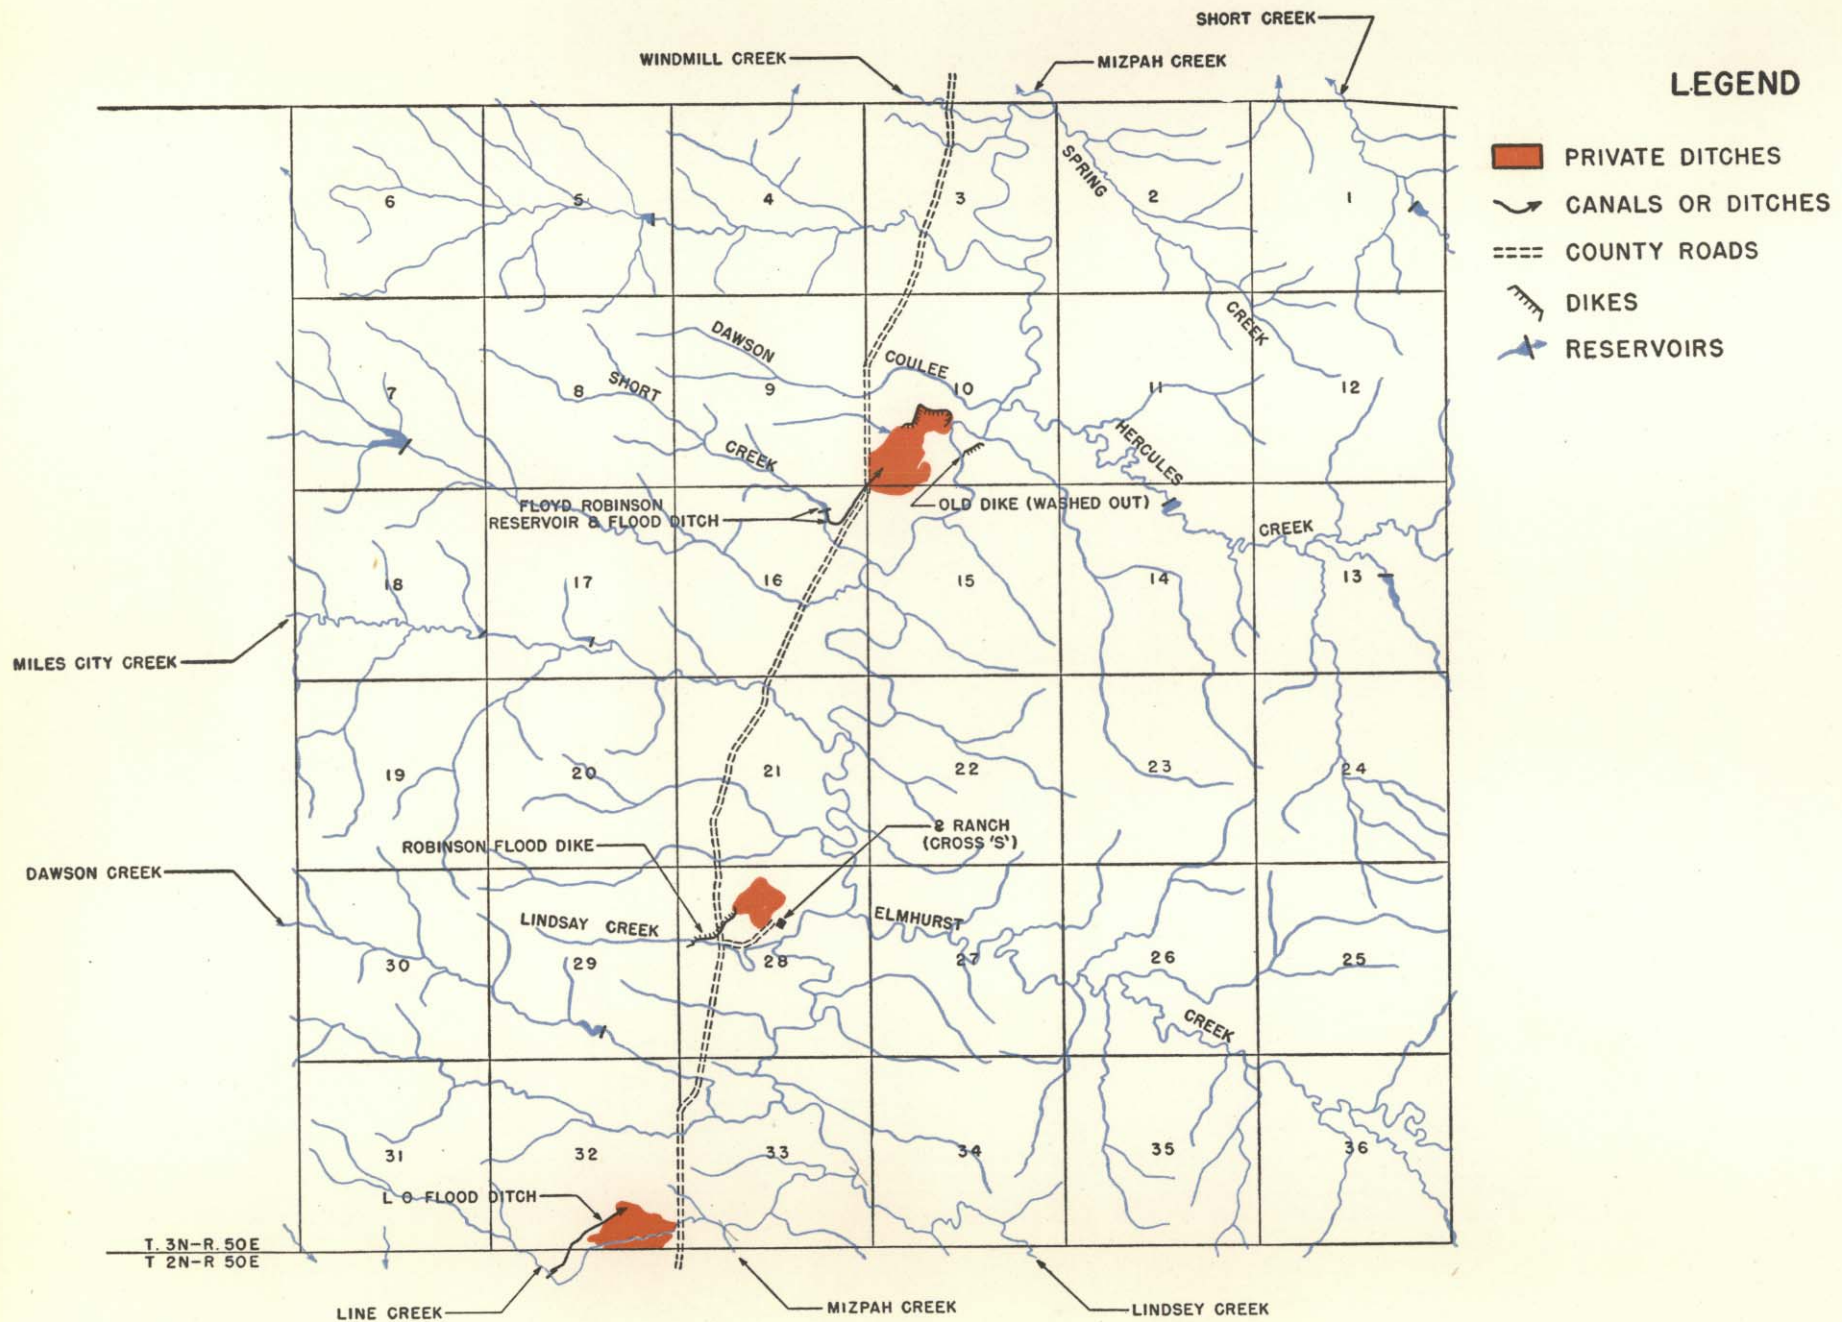 SHORT CREEK
WINDMILL CREEK
MIZPAH CREEK
LEGEND
PRIVATE DITCHES
CANALS OR DITCHES
COUNTY ROADS
DIKES
RESERVOIRS
6
5
4
3
SPRING
2
1
CREEK
DAWSON
COULEE
7
8
SHORT
9
10
11
12
CREEK
HERCULES
FLOYD ROBINSON
RESERVOIR & FLOOD DITCH
OLD DIKE (WASHED OUT)
CREEK
18
17
16
15
14
13
MILES CITY CREEK
19
20
21
22
23
24
ROBINSON FLOOD DIKE
RANCH
(CROSS 'S')
DAWSON CREEK
LINDSAY CREEK
ELMHURST
30
29
28
27
26
25
CREEK
31
32
33
34
35
36
L O FLOOD DITCH
T. 3N-R. 50E
T 2N-R 50E
LINE CREEK
MIZPAH CREEK
LINDSEY CREEK